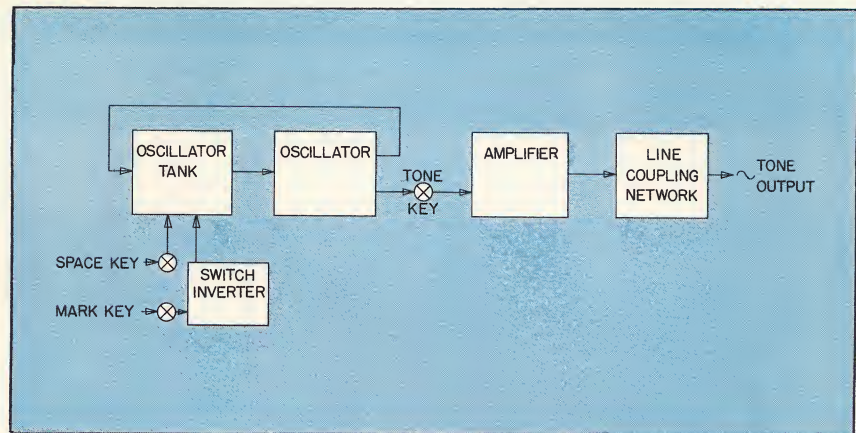 OSCILLATOR
TANK
OSCILLATOR
TONE
KEY
AMPLIFIER
LINE
COUPLING
NETWORK
TONE
OUTPUT
SPACE KEY
SWITCH
INVERTER
MARK KEY